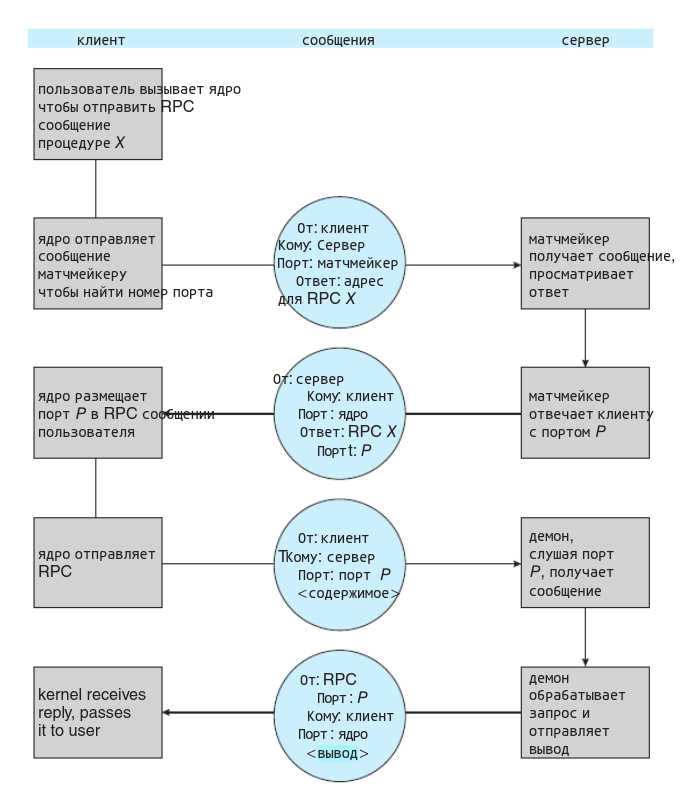 клиент
сообщения
сервер
пользователь вызывает ядро
чтобы отправить RPC
сообщение
процедуре X
ядро отправляет
сообщение
матчмейкеру
чтобы найти номер порта
От: клиент
Кому: Сервер
Порт: матчмейкер
Ответ: адрес
для RPC X
матчмейкер
получает сообщение,
просматривает
ответ
ядро размещает
порт P в RPC сообщении
пользователя
От: сервер
Кому: клиент
Порт: ядро
Ответ: RPC X
Портt: P
матчмейкер
отвечает клиенту
с портом P
ядро отправляет
RPC
От: клиент
TКому: сервер
Порт: порт P
<содержимое>
демон,
слушая порт
P, получает
сообщение
kernel receives
reply, passes
it to user
От: RPC
Порт: P
Кому: клиент
Порт: ядро
<вывод>
демон
обрабатывает
запрос и
отправляет
вывод